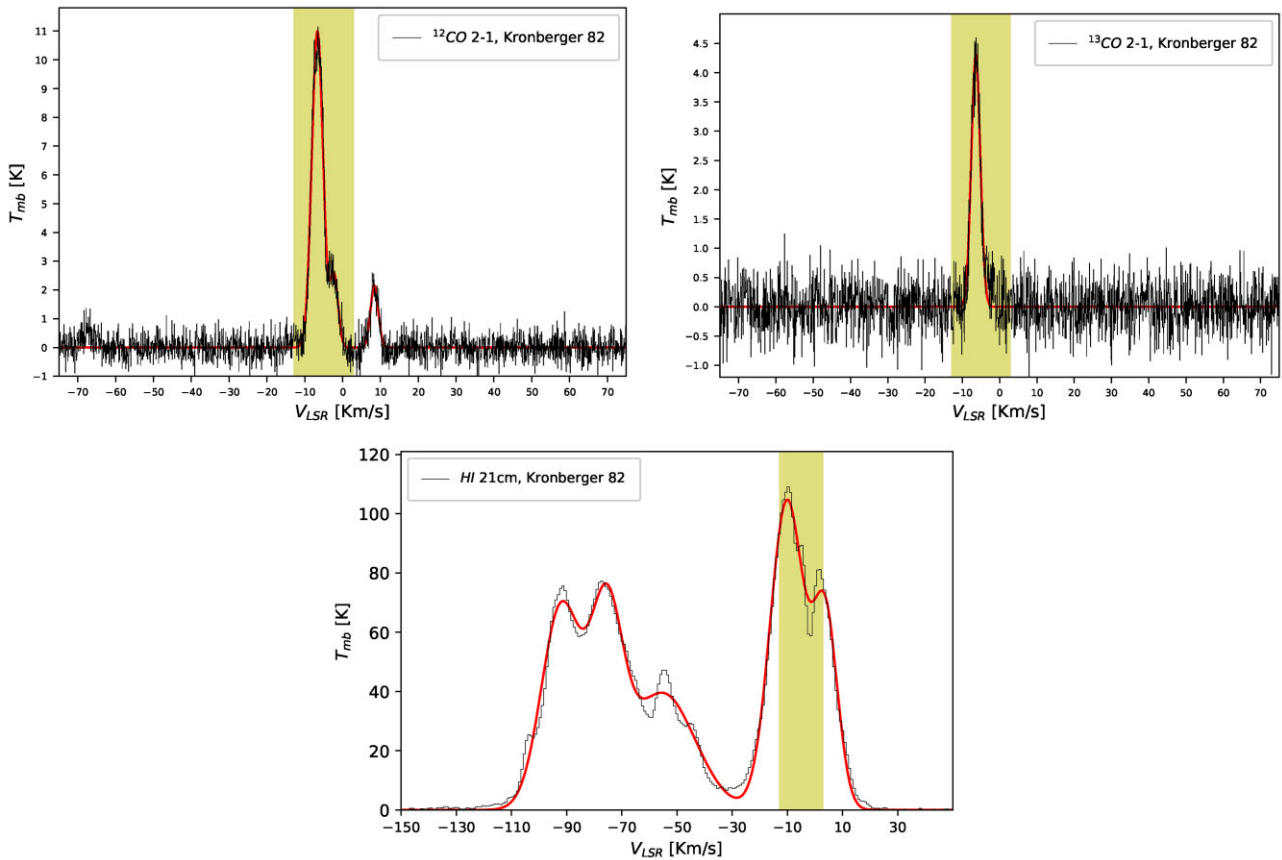 ¹²CO 2-1, Kronberger 82
T_mb [K]
11
10
9
8
7
6
5
4
3
2
1
0
−1
−70 −60 −50 −40 −30 −20 −10 0 10 20 30 40 50 60 70
V_LSR [Km/s]
¹³CO 2-1, Kronberger 82
T_mb [K]
4.5
4.0
3.5
3.0
2.5
2.0
1.5
1.0
0.5
0.0
−0.5
−1.0
−70 −60 −50 −40 −30 −20 −10 0 10 20 30 40 50 60 70
V_LSR [Km/s]
HI 21cm, Kronberger 82
T_mb [K]
120
100
80
60
40
20
0
−150 −130 −110 −90 −70 −50 −30 −10 10 30
V_LSR [Km/s]